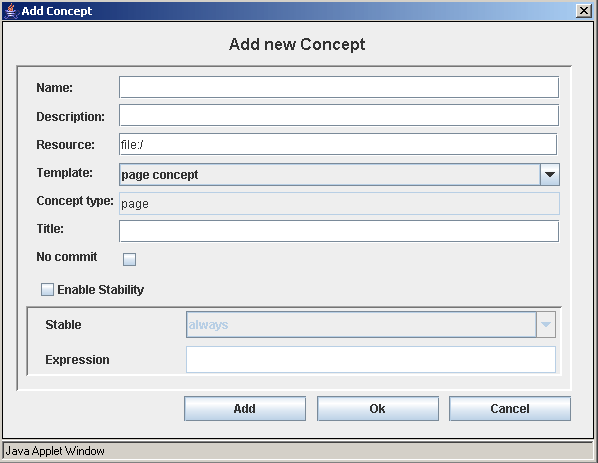 Add Concept
Add new Concept
Name:
Description:
Resource: file:/
Template: page concept
Concept type: page
Title:
No commit
Enable Stability
Stable always
Expression
Add Ok Cancel
Java Applet Window